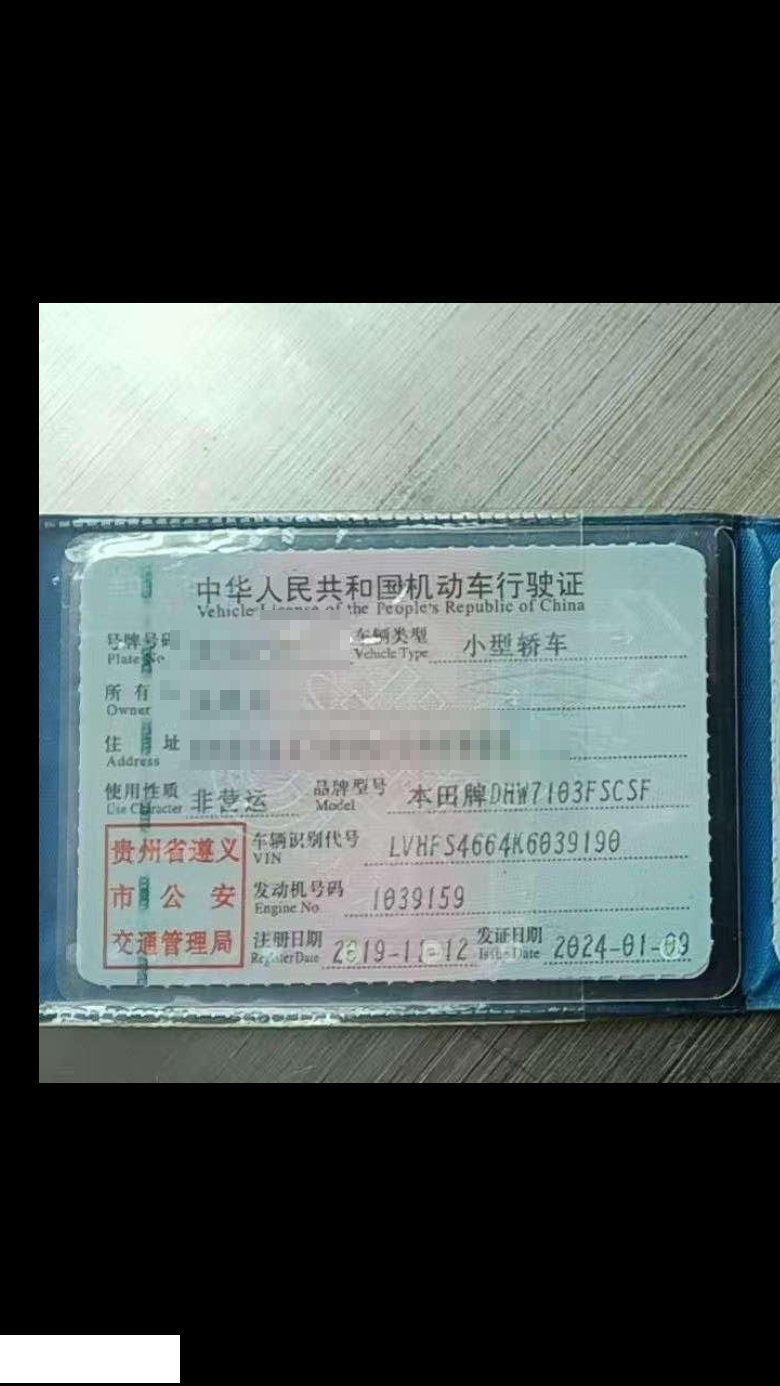 中华人民共和国机动车行驶证
Vehicle License of the People's Republic of China
号牌号码 车辆类型 小型轿车
Plate No Vehicle Type
所有
Owner
住 址
Address
使用性质 非营运 品牌型号 本田牌DHW7103FSCSF
Use Character Model
贵州省遵义
市公安
交通管理局
车辆识别代号 LVHFS4664K6039190
VIN
发动机号码 1039159
Engine No
注册日期 2019-11-12 发证日期 2024-01-09
Register Date Issue Date